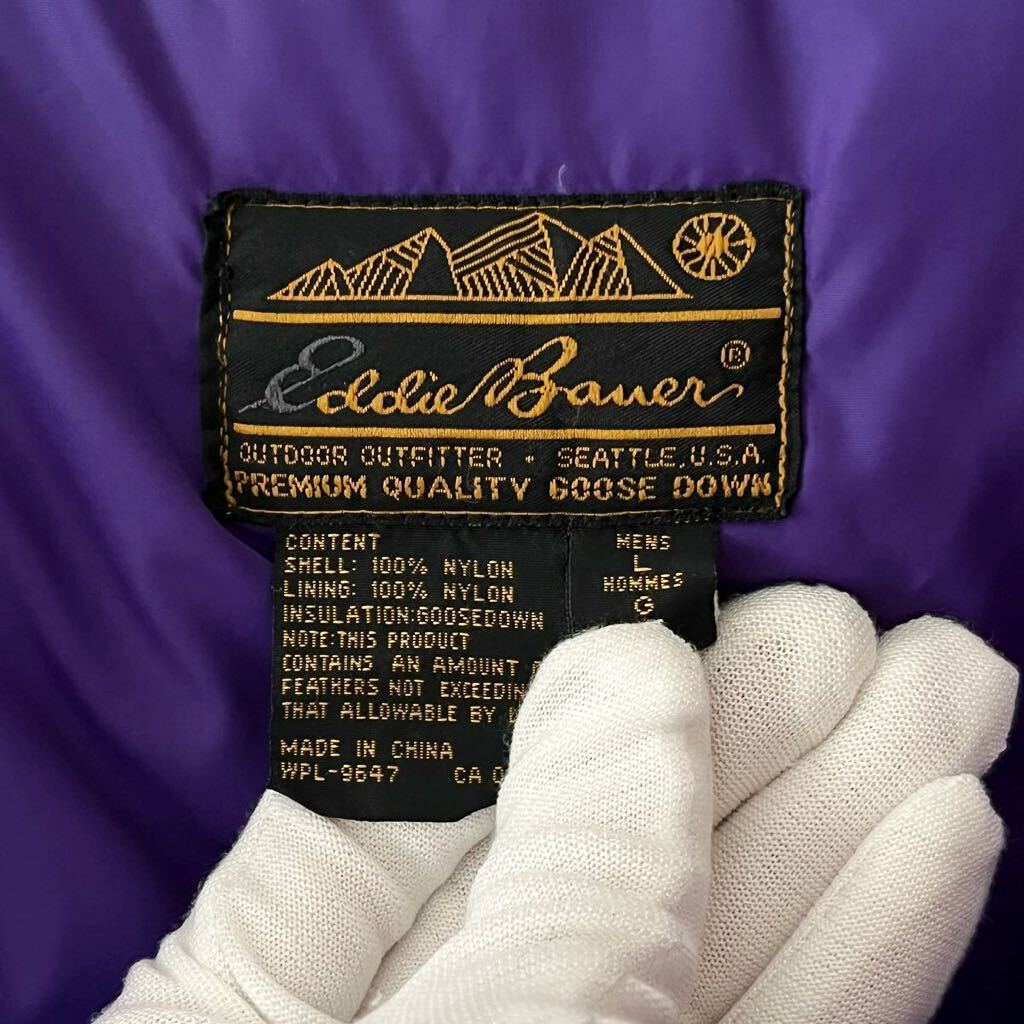 Eddie Bauer ®
OUTDOOR OUTFITTER - SEATTLE, U.S.A.
PREMIUM QUALITY GOOSE DOWN
CONTENT
SHELL: 100% NYLON
LINING: 100% NYLON
INSULATION:GOOSEDOWN
NOTE:THIS PRODUCT
CONTAINS AN AMOUNT
FEATHERS NOT
THAT ALLOWABLE BY
MADE IN CHINA
WPL-9647 CA
MENS
L
HOMMES
G